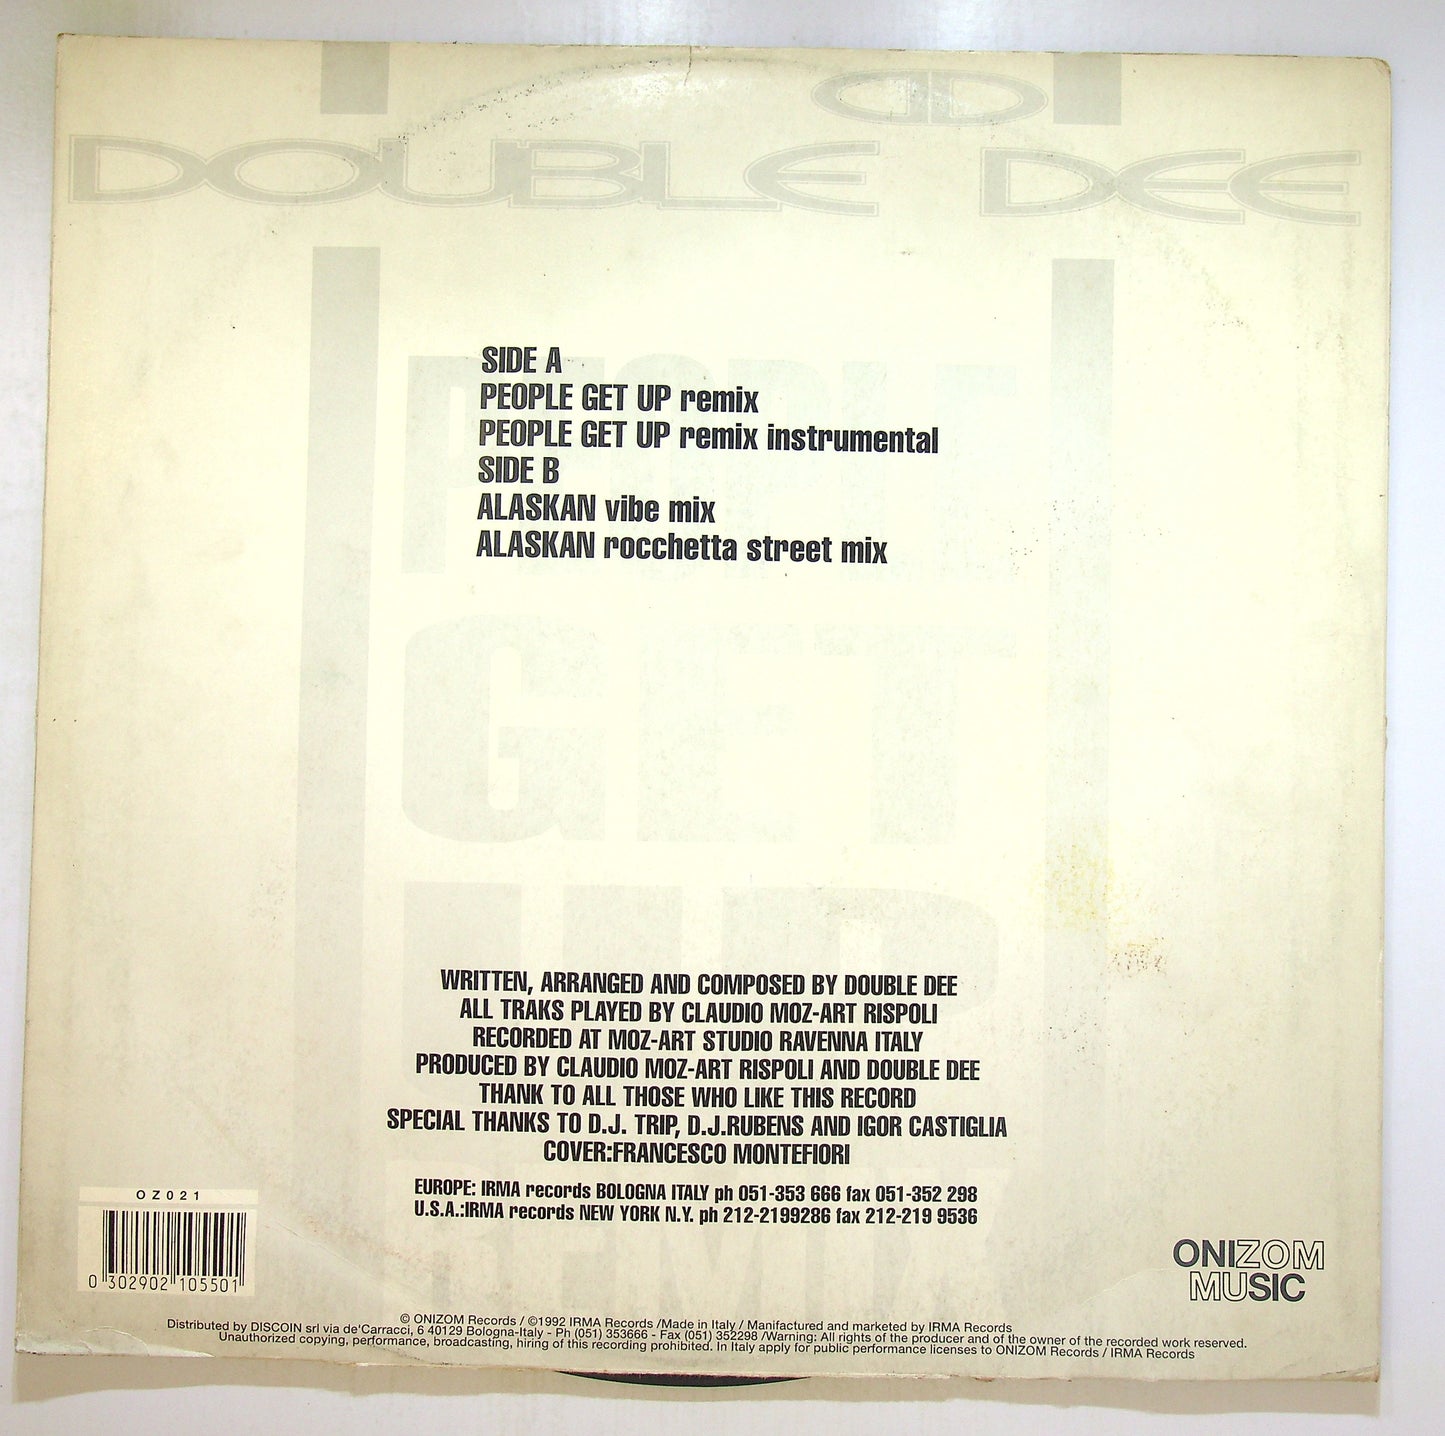 DD
DOUBLE DEE
SIDE A
PEOPLE GET UP remix
PEOPLE GET UP remix instrumental
SIDE B
ALASKAN vibe mix
ALASKAN rocchetta street mix
PEOPLE
GET
UP
REMIX
WRITTEN, ARRANGED AND COMPOSED BY DOUBLE DEE
ALL TRAKS PLAYED BY CLAUDIO MOZ-ART RISPOLI
RECORDED AT MOZ-ART STUDIO RAVENNA ITALY
PRODUCED BY CLAUDIO MOZ-ART RISPOLI AND DOUBLE DEE
THANK TO ALL THOSE WHO LIKE THIS RECORD
SPECIAL THANKS TO D.J. TRIP, D.J.RUBENS AND IGOR CASTIGLIA
COVER:FRANCESCO MONTEFIORI
EUROPE: IRMA records BOLOGNA ITALY ph 051-353 666 fax 051-352 298
U.S.A.:IRMA records NEW YORK N.Y. ph 212-2199286 fax 212-219 9536
OZ021
0 302902 105501
ONIZOM
MUSIC
© ONIZOM Records / ©1992 IRMA Records /Made in Italy / Manifactured and marketed by IRMA Records
Distributed by DISCOIN srl via de'Carracci, 6 40129 Bologna-Italy - Ph (051) 353666 - Fax (051) 352298 /Warning: All rights of the producer and of the owner of the recorded work reserved.
Unauthorized copying, performance, broadcasting, hiring of this recording prohibited. In Italy apply for public performance licenses to ONIZOM Records / IRMA Records